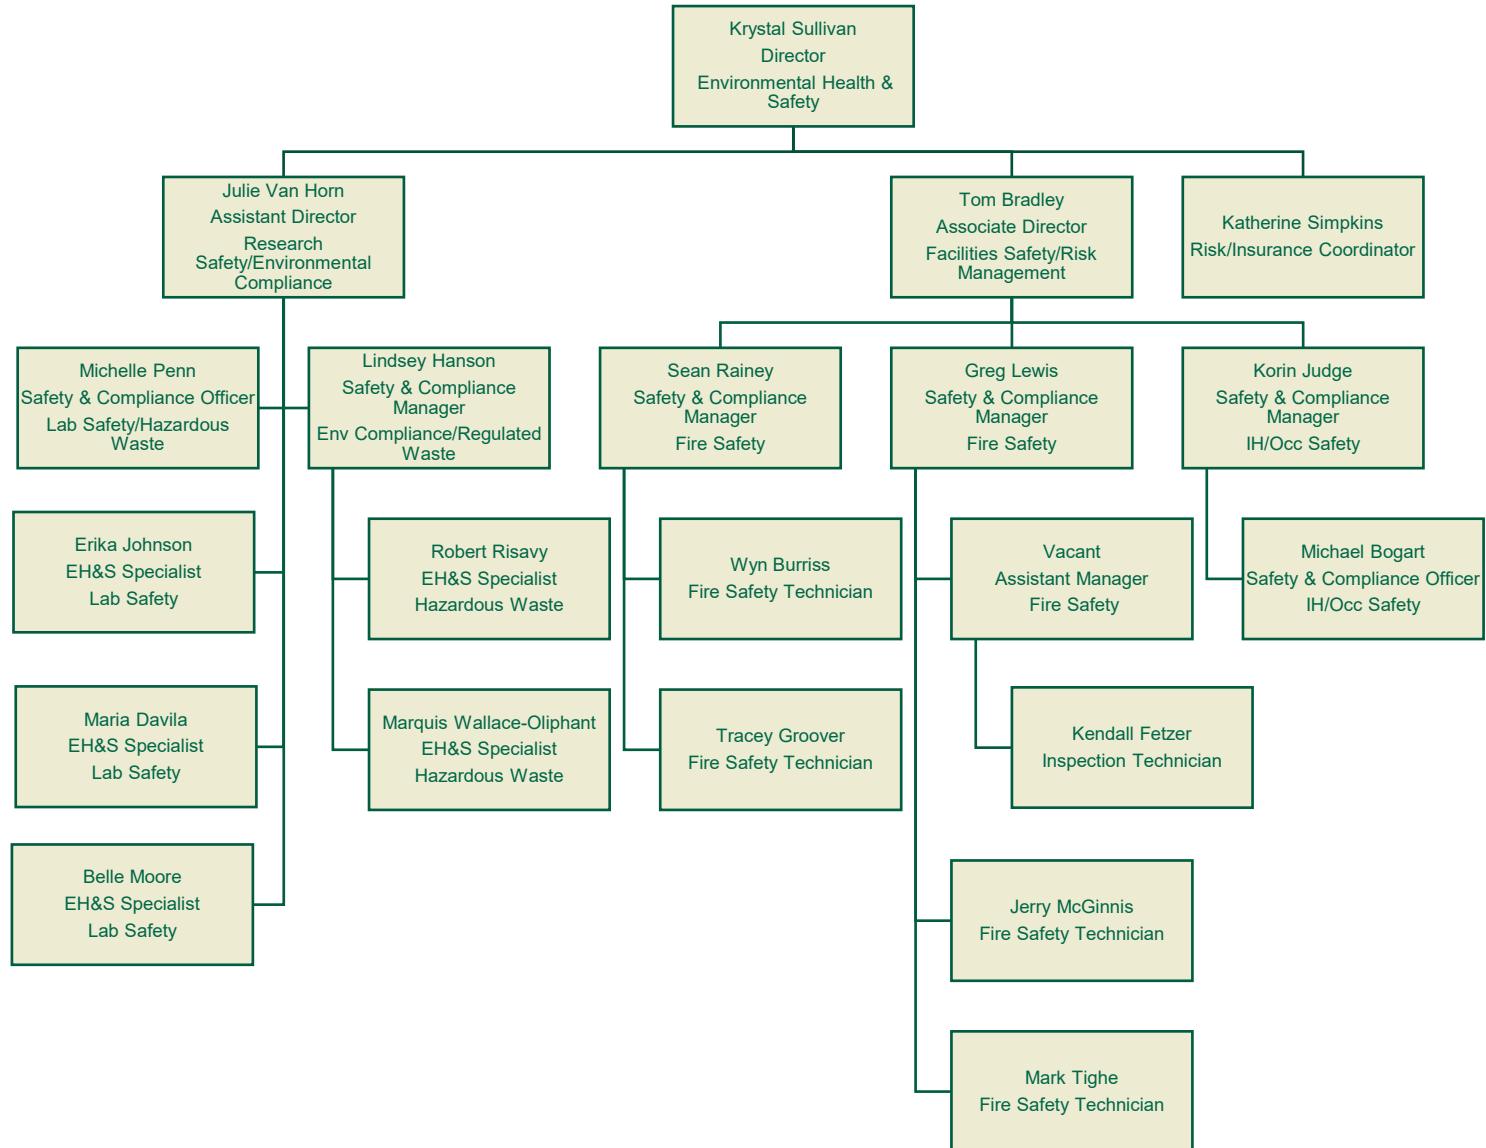 Krystal Sullivan
Director
Environmental Health &
Safety
Julie Van Horn
Assistant Director
Research
Safety/Environmental
Compliance
Tom Bradley
Associate Director
Facilities Safety/Risk
Management
Katherine Simpkins
Risk/Insurance Coordinator
Michelle Penn
Safety & Compliance Officer
Lab Safety/Hazardous
Waste
Lindsey Hanson
Safety & Compliance
Manager
Env Compliance/Regulated
Waste
Sean Rainey
Safety & Compliance
Manager
Fire Safety
Greg Lewis
Safety & Compliance
Manager
Fire Safety
Korin Judge
Safety & Compliance
Manager
IH/Occ Safety
Erika Johnson
EH&S Specialist
Lab Safety
Robert Risavy
EH&S Specialist
Hazardous Waste
Wyn Burriss
Fire Safety Technician
Vacant
Assistant Manager
Fire Safety
Michael Bogart
Safety & Compliance Officer
IH/Occ Safety
Maria Davila
EH&S Specialist
Lab Safety
Marquis Wallace-Oliphant
EH&S Specialist
Hazardous Waste
Tracey Groover
Fire Safety Technician
Kendall Fetzer
Inspection Technician
Belle Moore
EH&S Specialist
Lab Safety
Jerry McGinnis
Fire Safety Technician
Mark Tighe
Fire Safety Technician